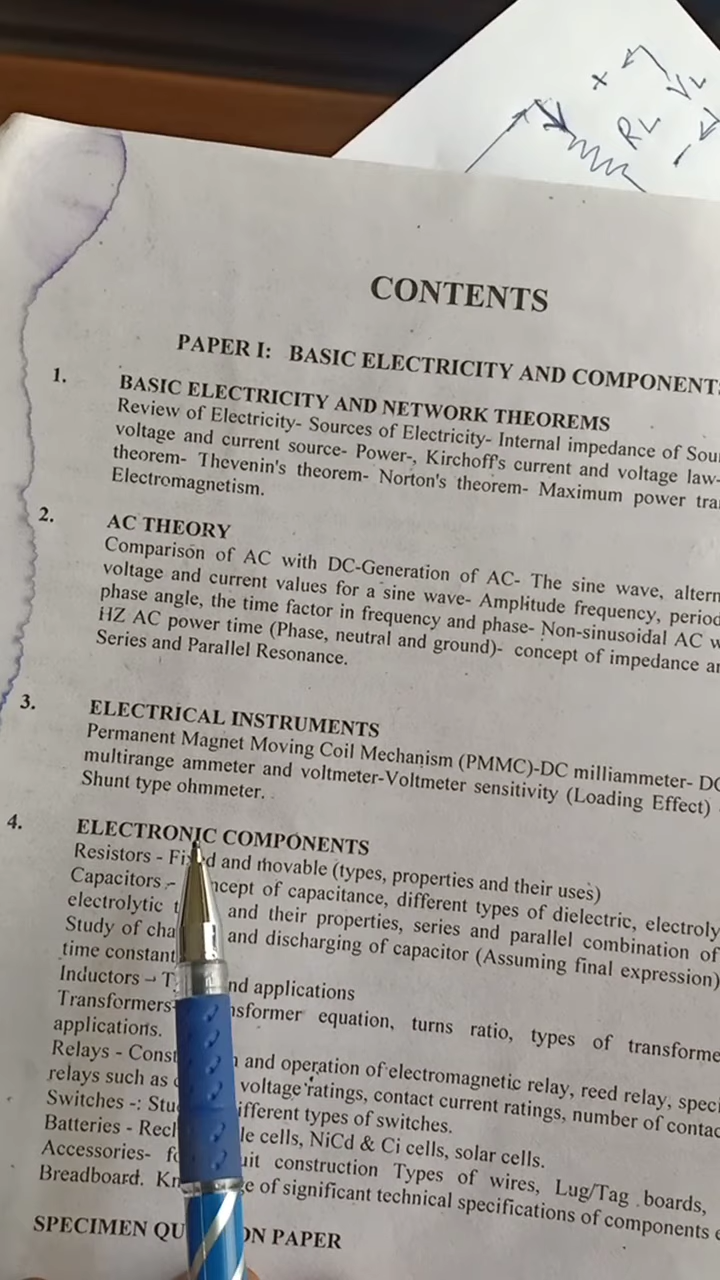 + VL
RL -
CONTENTS
PAPER I: BASIC ELECTRICITY AND COMPONENT
1. BASIC ELECTRICITY AND NETWORK THEOREMS
Review of Electricity- Sources of Electricity- Internal impedance of Sou
voltage and current source- Power-, Kirchoff's current and voltage law-
theorem- Thevenin's theorem- Norton's theorem- Maximum power tra
Electromagnetism.
2. AC THEORY
Comparison of AC with DC-Generation of AC- The sine wave, altern
voltage and current values for a sine wave- Amplitude frequency, period
phase angle, the time factor in frequency and phase- Non-sinusoidal AC w
HZ AC power time (Phase, neutral and ground)- concept of impedance a
Series and Parallel Resonance.
3. ELECTRICAL INSTRUMENTS
Permanent Magnet Moving Coil Mechanism (PMMC)-DC milliammeter- DC
multirange ammeter and voltmeter-Voltmeter sensitivity (Loading Effect)
Shunt type ohmmeter.
4. ELECTRONIC COMPONENTS
Resistors - Fixed and movable (types, properties and their uses)
Capacitors - ncept of capacitance, different types of dielectric, electroly
electrolytic t and their properties, series and parallel combination of
Study of cha and discharging of capacitor (Assuming final expression)
time constant
Inductors - T nd applications
Transformers- nsformer equation, turns ratio, types of transforme
applications.
Relays - Const n and operation of electromagnetic relay, reed relay, speci
relays such as voltage ratings, contact current ratings, number of contac
Switches -: Stu ifferent types of switches.
Batteries - Rec le cells, NiCd & Ci cells, solar cells.
Accessories- fo uit construction Types of wires, Lug/Tag boards,
Breadboard. Kn ge of significant technical specifications of components
SPECIMEN QU ON PAPER